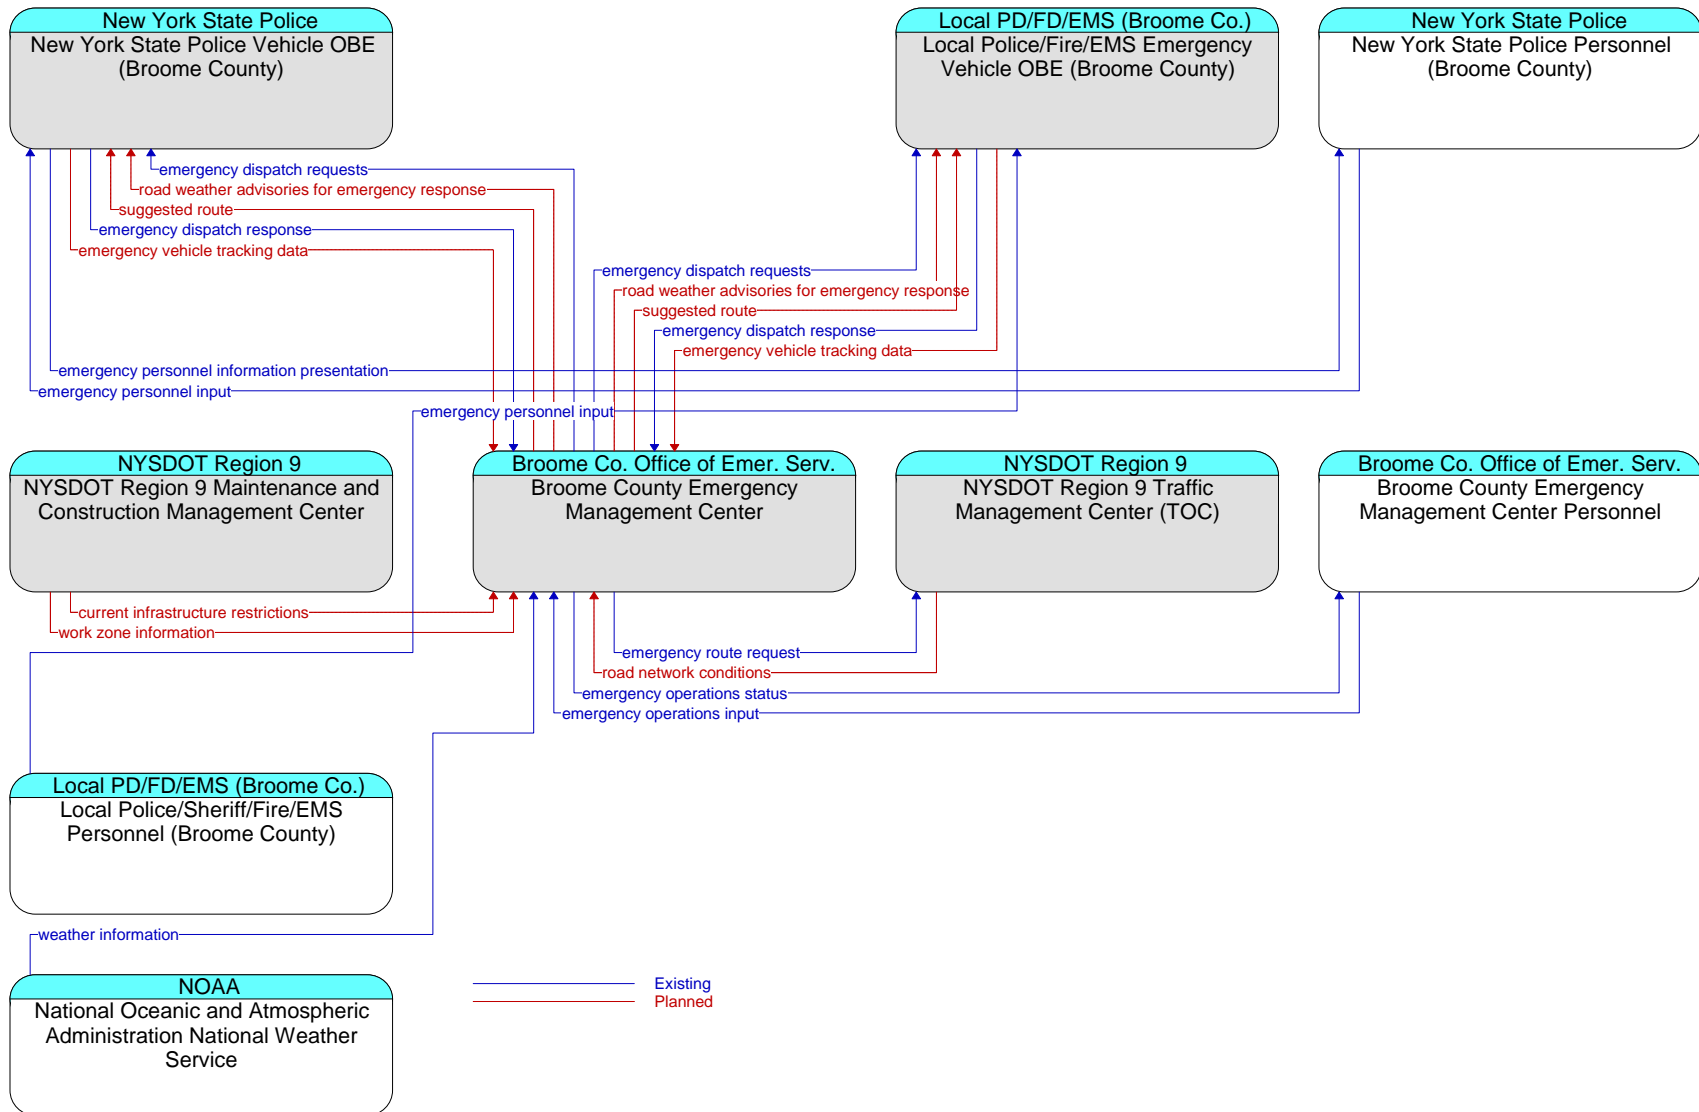 New York State Police
New York State Police Vehicle OBE
(Broome County)
Local PD/FD/EMS (Broome Co.)
Local Police/Fire/EMS Emergency
Vehicle OBE (Broome County)
New York State Police
New York State Police Personnel
(Broome County)
emergency dispatch requests
road weather advisories for emergency response
suggested route
emergency dispatch response
emergency vehicle tracking data
emergency dispatch requests
road weather advisories for emergency response
suggested route
emergency dispatch response
emergency vehicle tracking data
emergency personnel information presentation
emergency personnel input
emergency personnel input
NYSDOT Region 9
NYSDOT Region 9 Maintenance and
Construction Management Center
Broome Co. Office of Emer. Serv.
Broome County Emergency
Management Center
NYSDOT Region 9
NYSDOT Region 9 Traffic
Management Center (TOC)
Broome Co. Office of Emer. Serv.
Broome County Emergency
Management Center Personnel
current infrastructure restrictions
work zone information
emergency route request
road network conditions
emergency operations status
emergency operations input
Local PD/FD/EMS (Broome Co.)
Local Police/Sheriff/Fire/EMS
Personnel (Broome County)
weather information
NOAA
National Oceanic and Atmospheric
Administration National Weather
Service
Existing
Planned